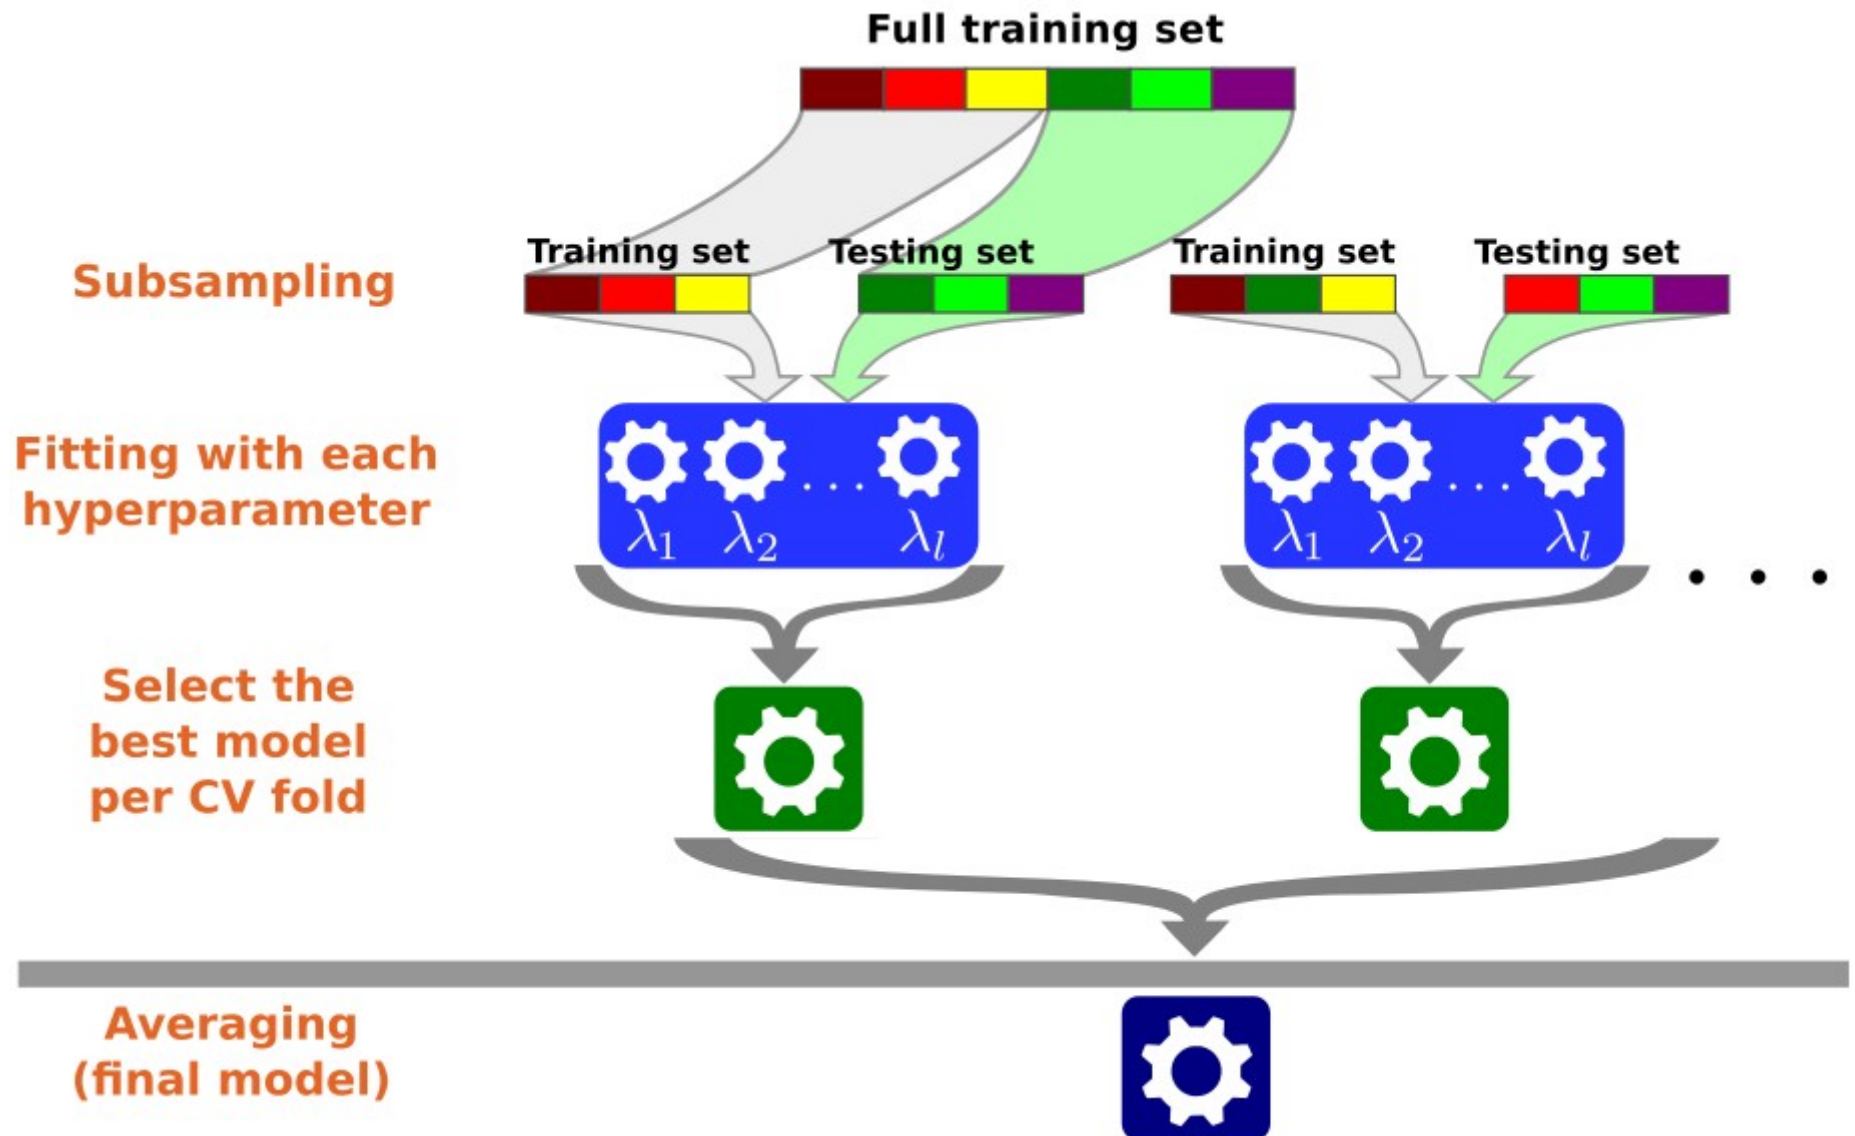 Full training set
Subsampling
Training set
Testing set
Training set
Testing set
Fitting with each
hyperparameter
λ₁ λ₂ ... λₗ
λ₁ λ₂ ... λₗ
. . .
Select the
best model
per CV fold
Averaging
(final model)